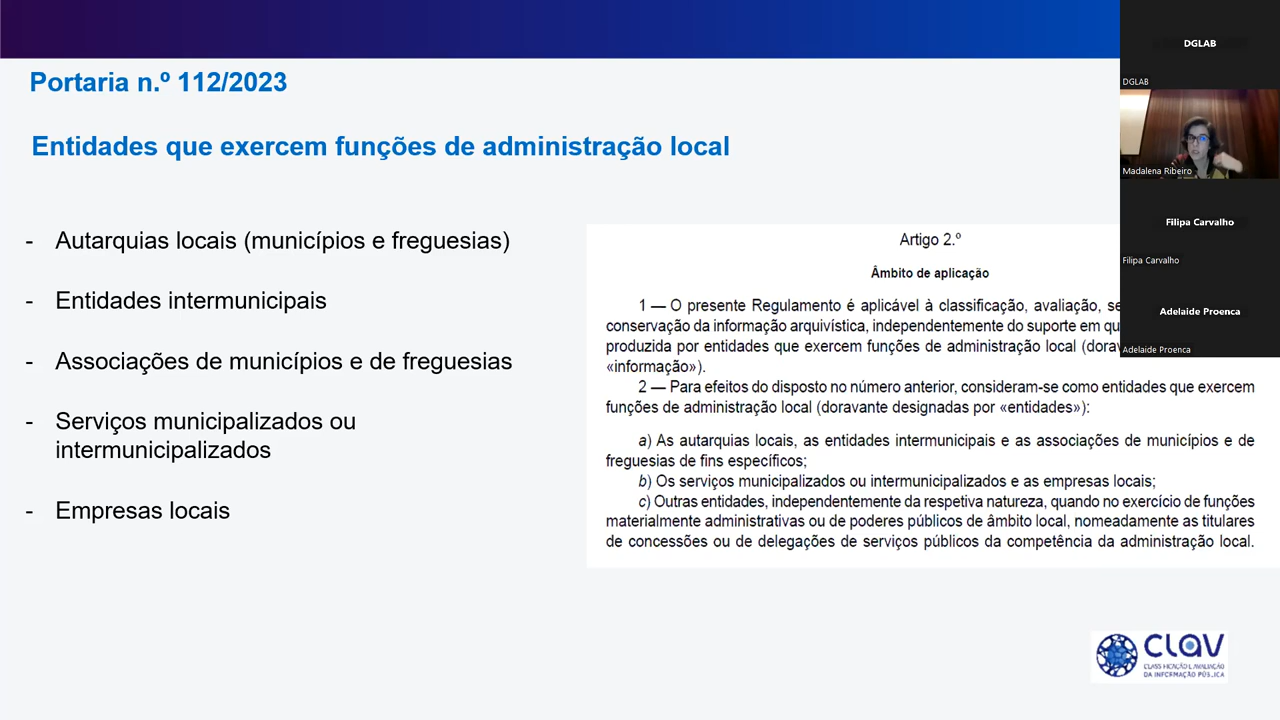 Portaria n.º 112/2023
Entidades que exercem funções de administração local
- Autarquias locais (municípios e freguesias)
- Entidades intermunicipais
- Associações de municípios e de freguesias
- Serviços municipalizados ou
intermunicipalizados
- Empresas locais
Artigo 2.º
Âmbito de aplicação
1 — O presente Regulamento é aplicável à classificação, avaliação,
conservação da informação arquivística, independentemente do suporte em
produzida por entidades que exercem funções de administração local
«informação»).
2 — Para efeitos do disposto no número anterior, consideram-se como entidades que exercem
funções de administração local (doravante designadas por «entidades»):
a) As autarquias locais, as entidades intermunicipais e as associações de municípios e de
freguesias de fins específicos;
b) Os serviços municipalizados ou intermunicipalizados e as empresas locais;
c) Outras entidades, independentemente da respetiva natureza, quando no exercício de funções
materialmente administrativas ou de poderes públicos de âmbito local, nomeadamente as titulares
de concessões ou de delegações de serviços públicos da competência da administração local.
DGLAB
DGLAB
Madalena Ribeiro
Filipa Carvalho
Filipa Carvalho
Adelaide Proenca
Adelaide Proenca
CLAV
CLASSIFICAÇÃO E AVALIAÇÃO
DA INFORMAÇÃO PÚBLICA